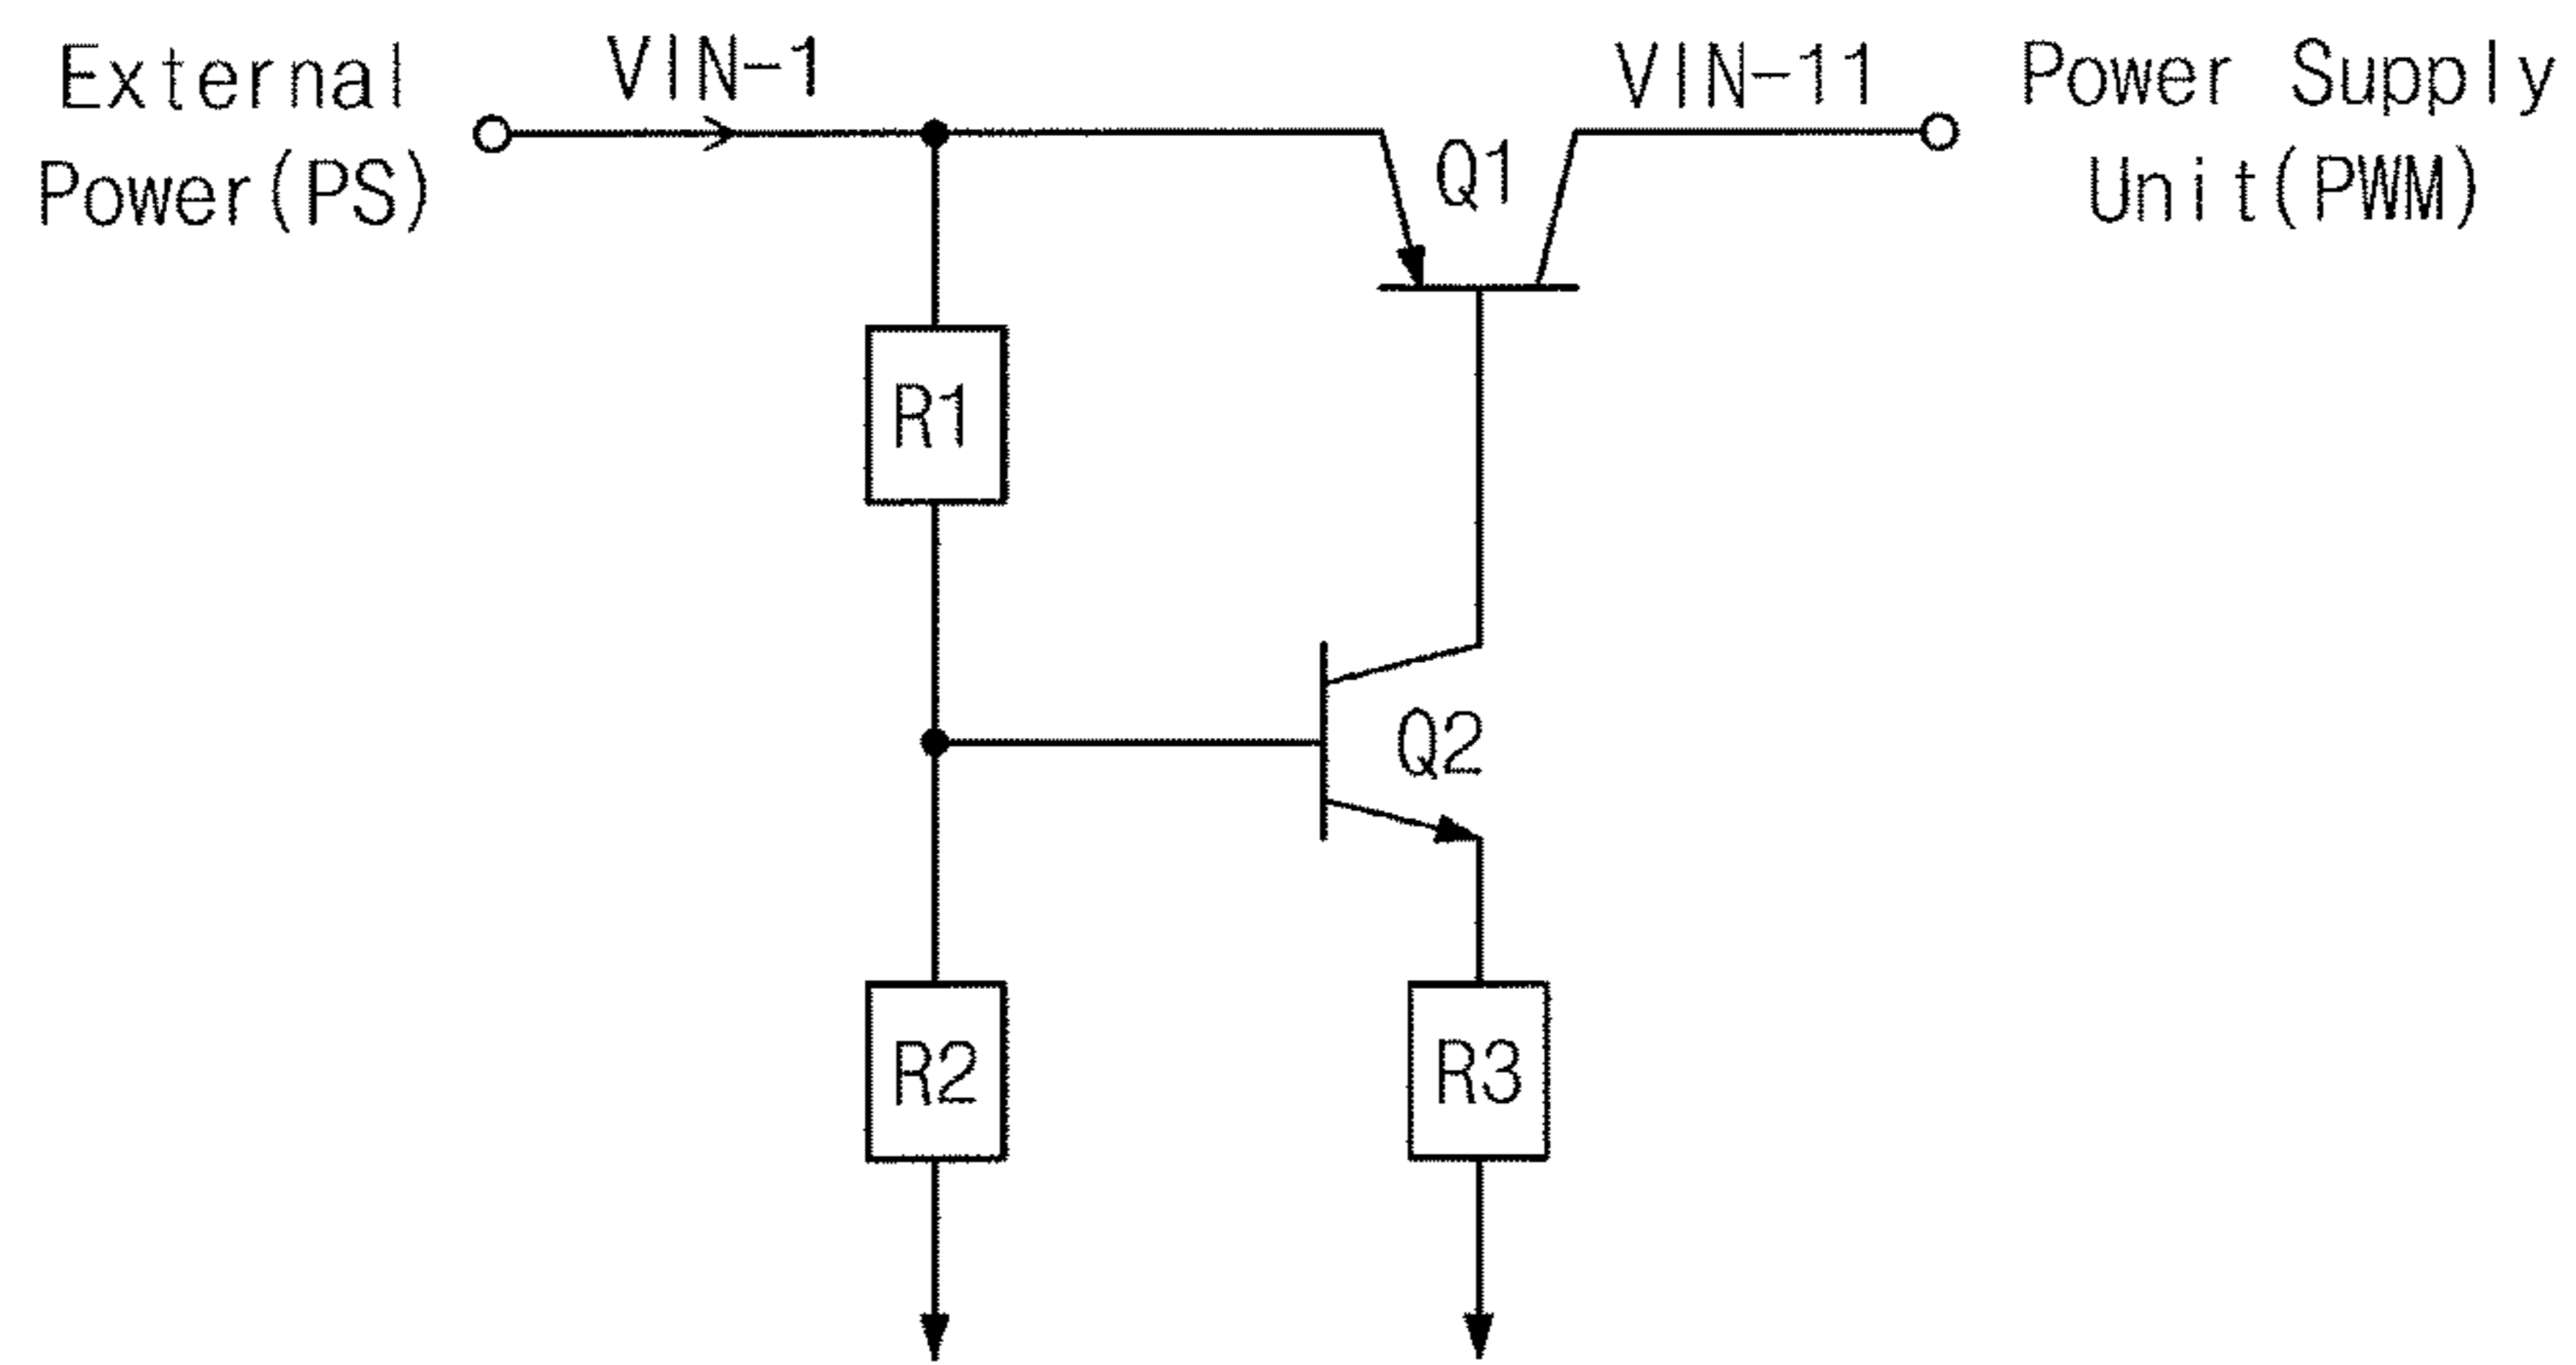 External
Power(PS)
VIN-1
VIN-11
Power Supply
Unit(PWM)
Q1
R1
Q2
R2
R3